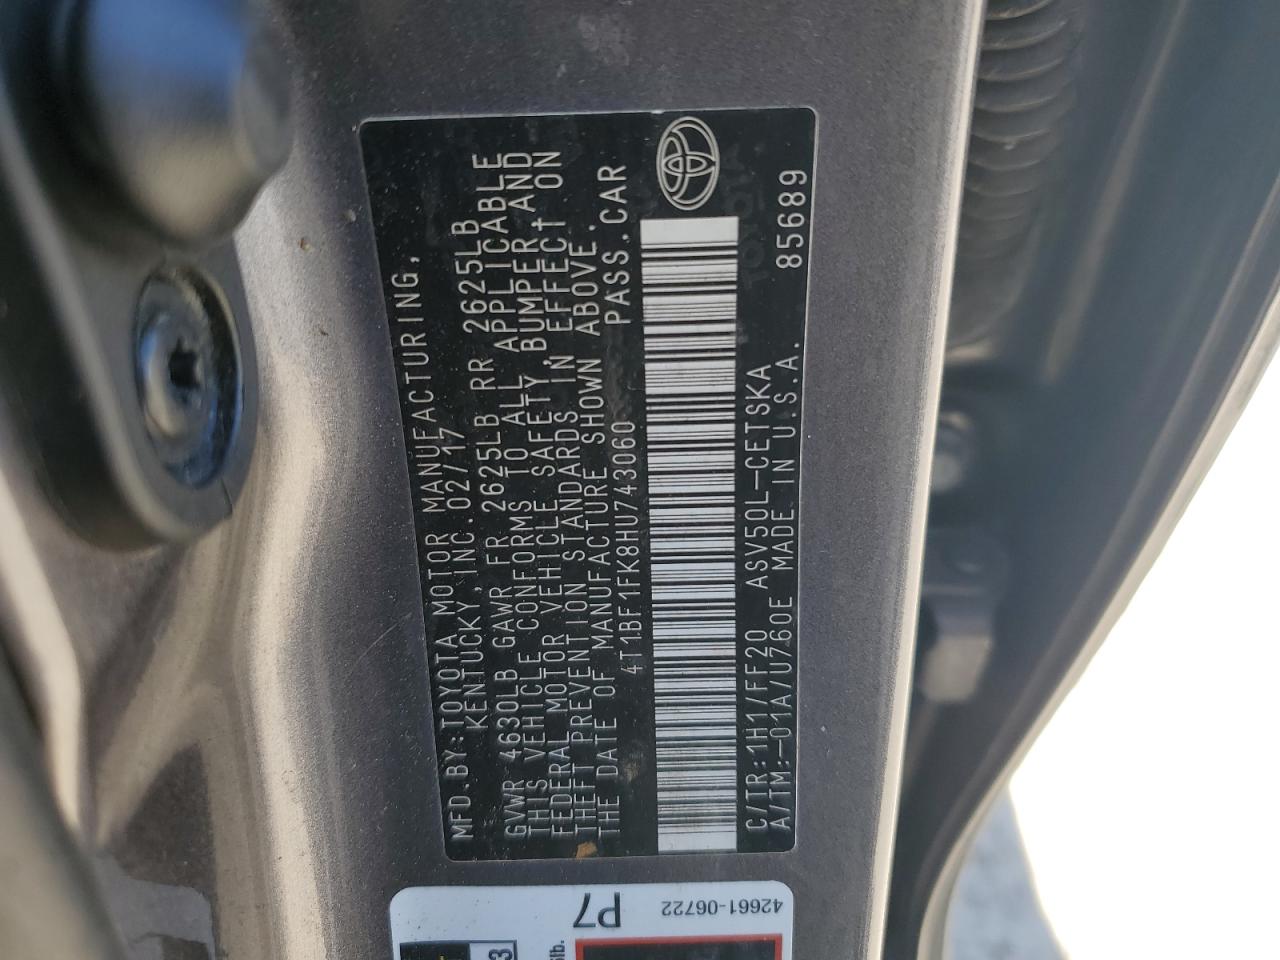 MFD.BY:TOYOTA MOTOR MANUFACTURING,
KENTUCKY,INC.02/17
GVWR 4630LB GAWR FR 2625LB RR 2625LB
THIS VEHICLE CONFORMS TO ALL APPLICABLE
FEDERAL MOTOR VEHICLE SAFETY,BUMPER,AND
THEFT PREVENTION STANDARDS IN EFFECT ON
THE DATE OF MANUFACTURE SHOWN ABOVE.
4T1BF1FK8HU743060 PASS.CAR
C/TR:1H1/FF20 ASV50L-CETSKA
A/TM:-01A/U760E MADE IN U.S.A. 85689
42661-06722
P7
lb.
3